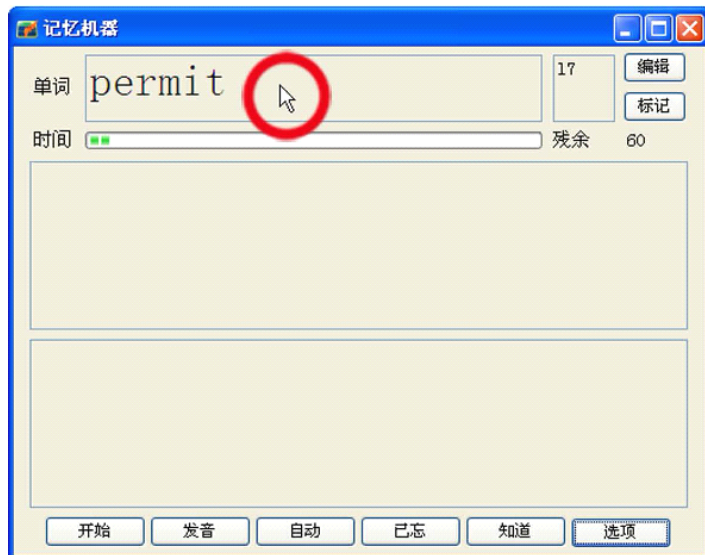 记忆机器
单词 permit 17 编辑
标记
时间 残余 60
开始 发音 自动 已忘 知道 选项